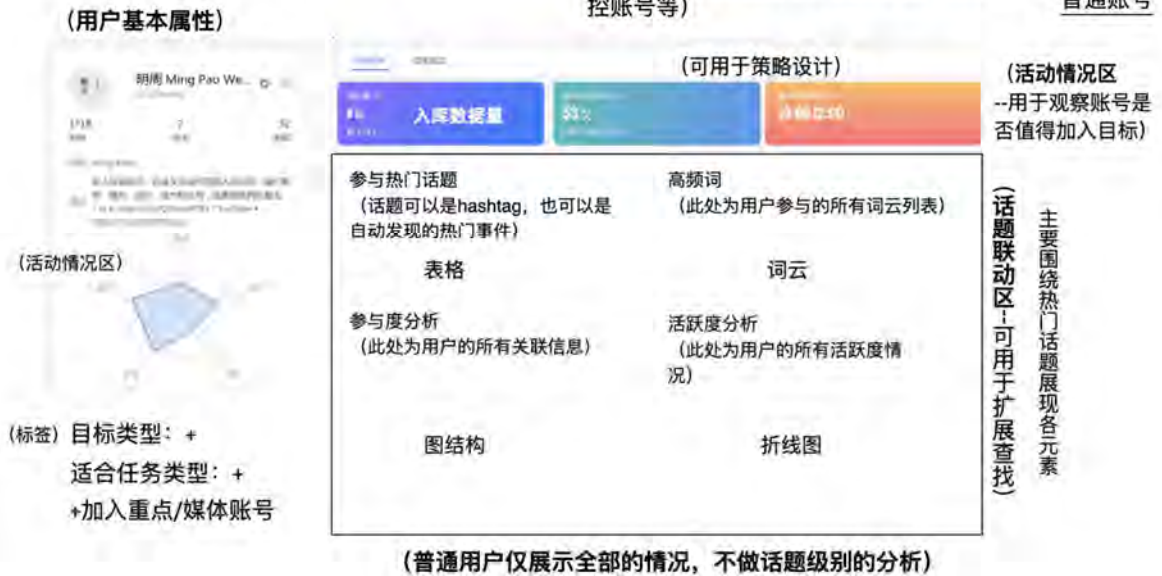 控账号等）
普通账号
（用户基本属性）
明周 Ming Pao We...
（可用于策略设计）
入库数据量
（活动情况区
--用于观察账号是
否值得加入目标）
参与热门话题
（话题可以是hashtag，也可以是
自动发现的热门事件）
表格
高频词
（此处为用户参与的所有词云列表）
词云
（活动情况区）
参与度分析
（此处为用户的所有关联信息）
图结构
活跃度分析
（此处为用户的所有活跃度情
况）
折线图
（话题联动区--可用于扩展查找）
主要围绕热门话题展现各元素
（标签）目标类型：+
适合任务类型：+
+加入重点/媒体账号
（普通用户仅展示全部的情况，不做话题级别的分析）